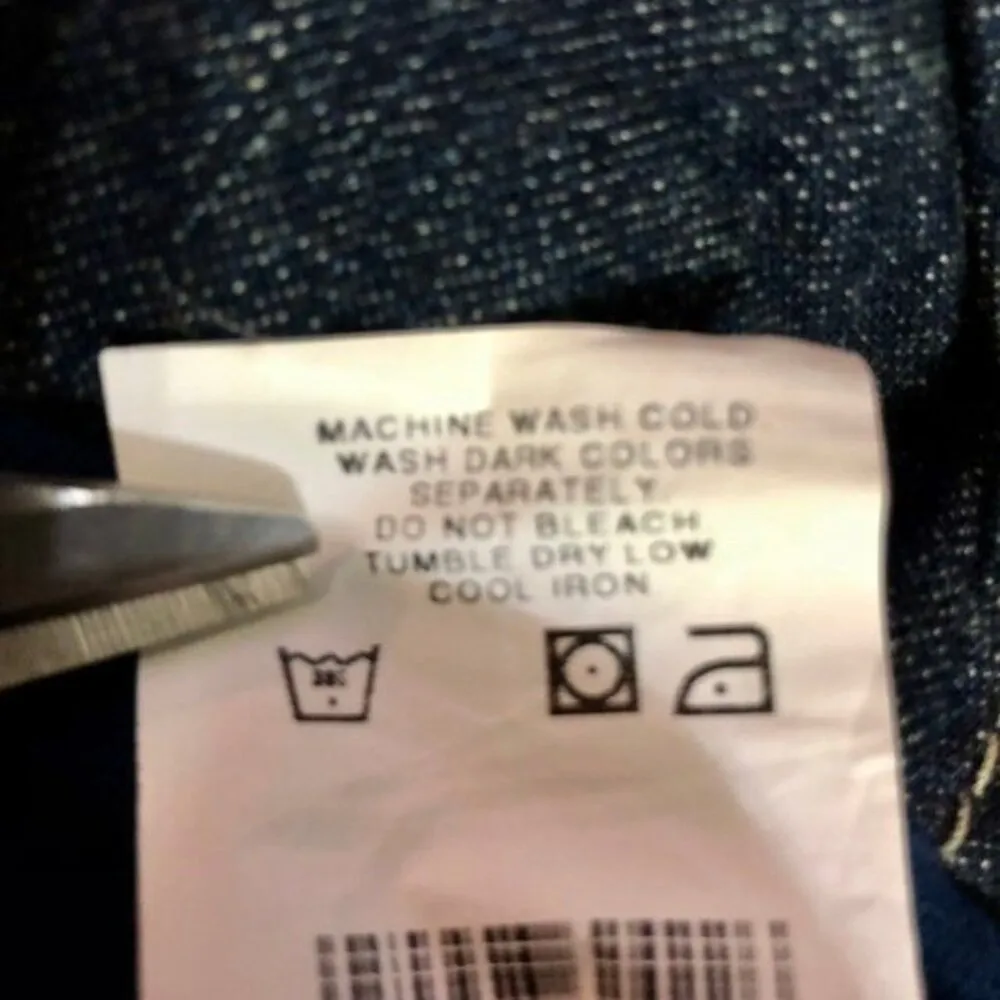 MACHINE WASH COLD
WASH DARK COLORS
SEPARATELY
DO NOT BLEACH
TUMBLE DRY LOW
COOL IRON